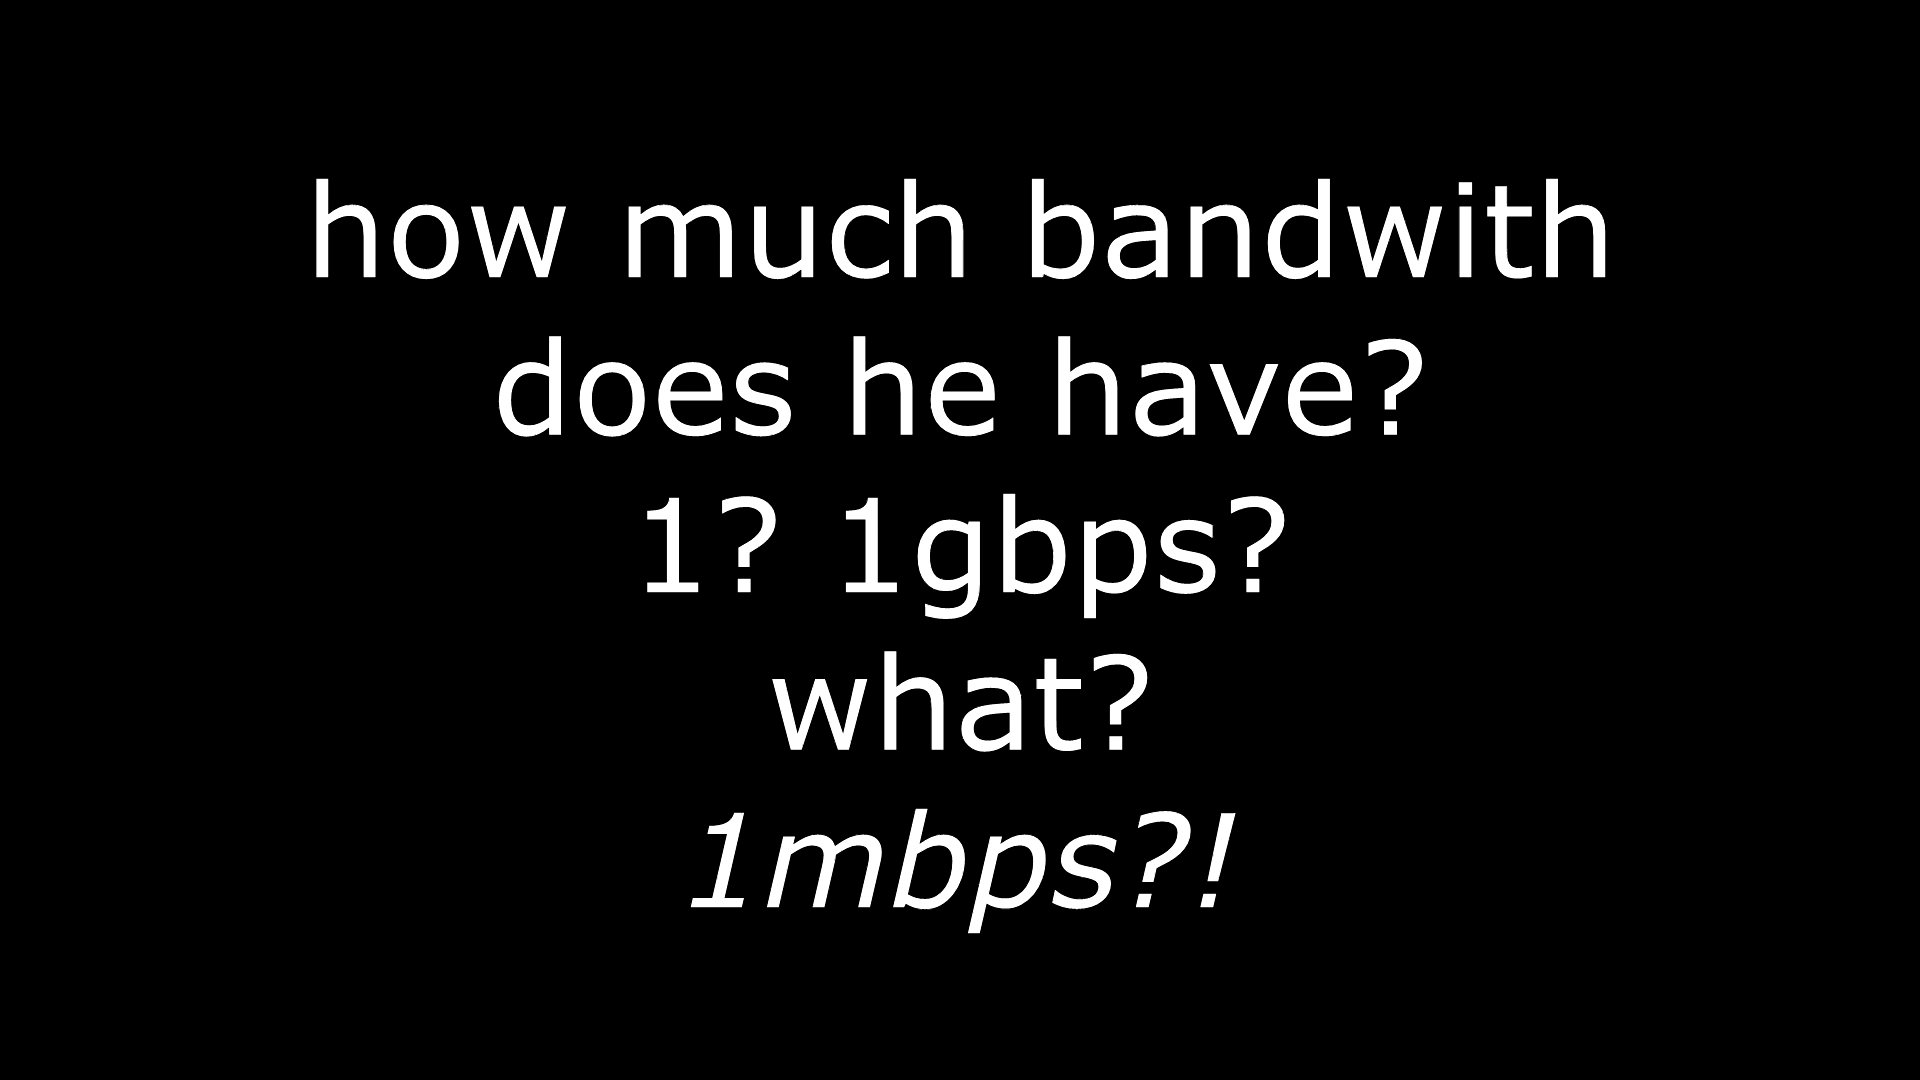 how much bandwith
does he have?
1? 1gbps?
what?
1mbps?!